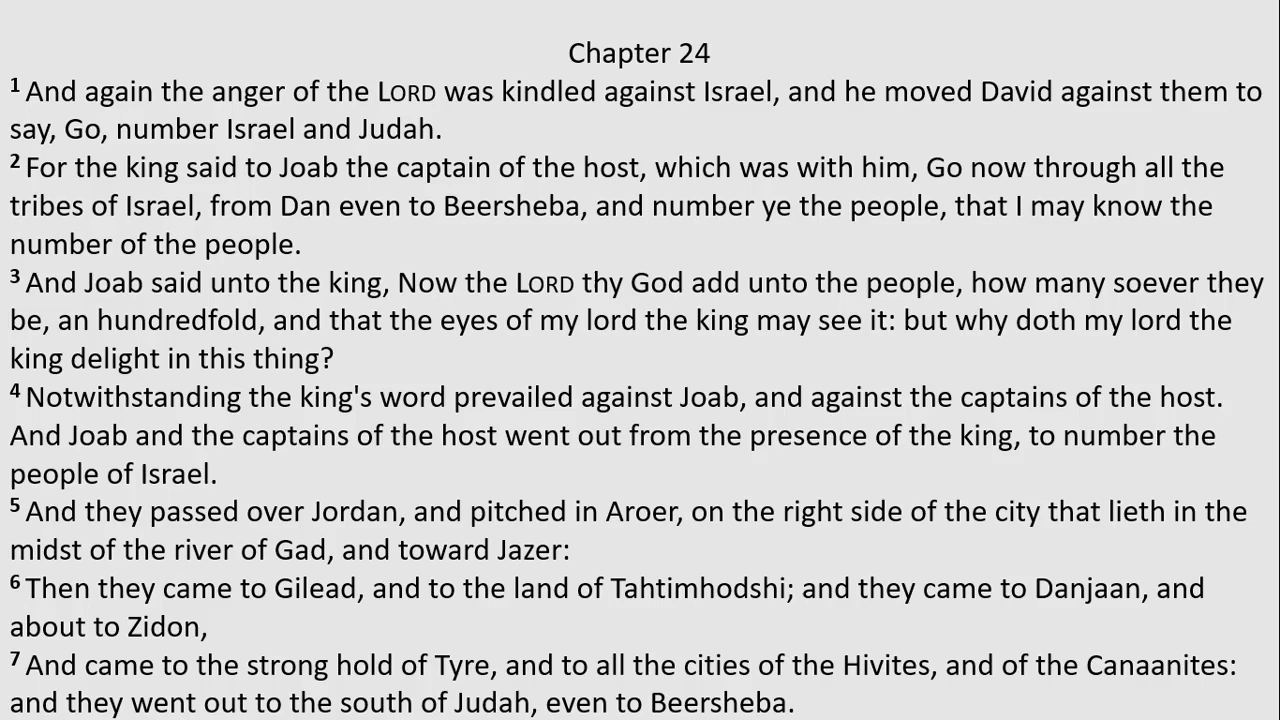 Chapter 24
1 And again the anger of the LORD was kindled against Israel, and he moved David against them to
say, Go, number Israel and Judah.
2 For the king said to Joab the captain of the host, which was with him, Go now through all the
tribes of Israel, from Dan even to Beersheba, and number ye the people, that I may know the
number of the people.
3 And Joab said unto the king, Now the LORD thy God add unto the people, how many soever they
be, an hundredfold, and that the eyes of my lord the king may see it: but why doth my lord the
king delight in this thing?
4 Notwithstanding the king's word prevailed against Joab, and against the captains of the host.
And Joab and the captains of the host went out from the presence of the king, to number the
people of Israel.
5 And they passed over Jordan, and pitched in Aroer, on the right side of the city that lieth in the
midst of the river of Gad, and toward Jazer:
6 Then they came to Gilead, and to the land of Tahtimhodshi; and they came to Danjaan, and
about to Zidon,
7 And came to the strong hold of Tyre, and to all the cities of the Hivites, and of the Canaanites:
and they went out to the south of Judah, even to Beersheba.